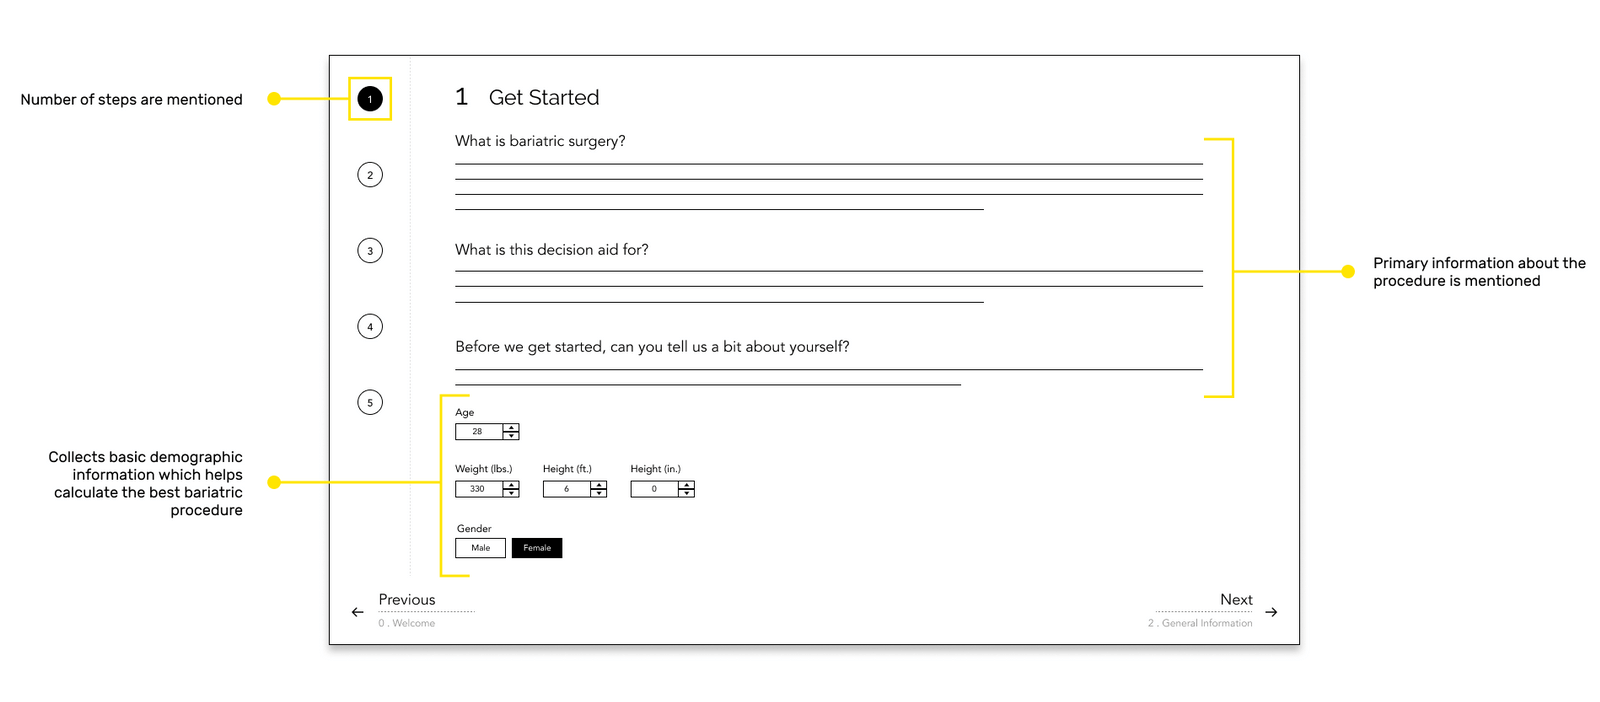 Number of steps are mentioned
1
2
3
4
5
1 Get Started
What is bariatric surgery?
What is this decision aid for?
Before we get started, can you tell us a bit about yourself?
Age
28
Weight (lbs.) Height (ft.) Height (in.)
330 6 0
Gender
Male Female
Previous
0 . Welcome
Next
2 . General Information
Primary information about the
procedure is mentioned
Collects basic demographic
information which helps
calculate the best bariatric
procedure